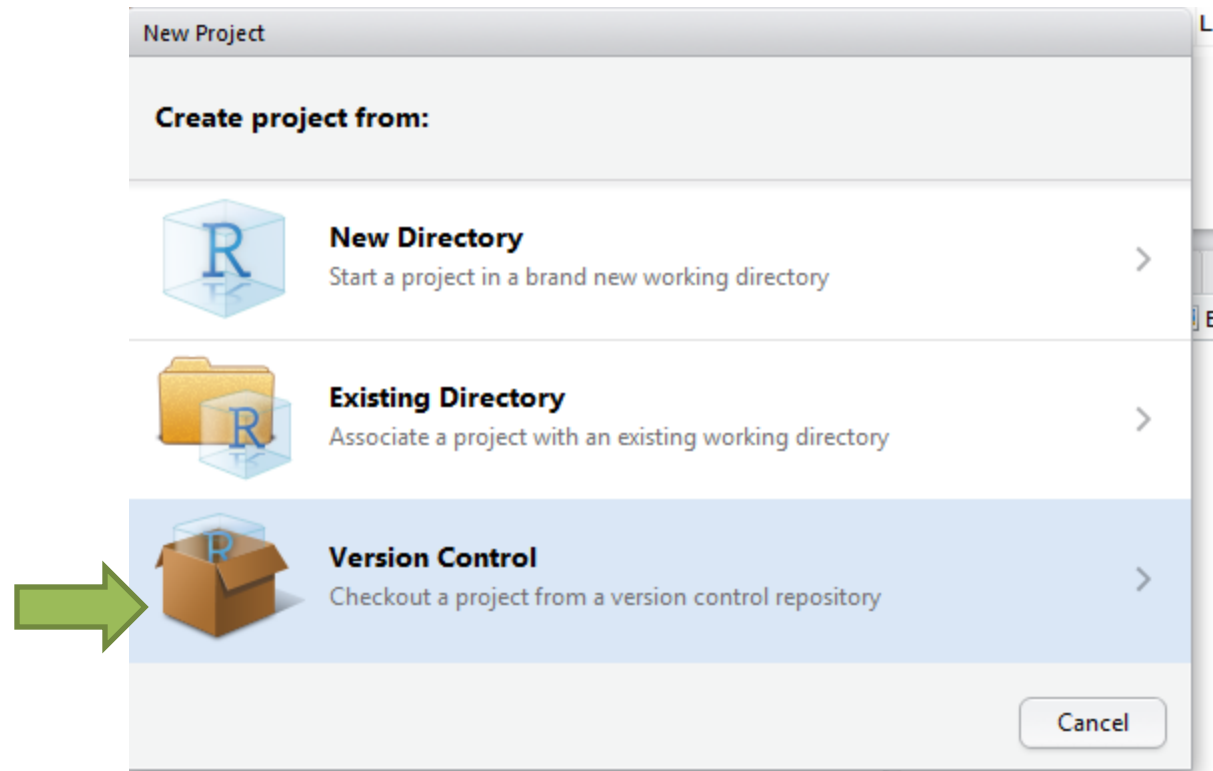 New Project
L
Create project from:
R
New Directory
Start a project in a brand new working directory
E
R
Existing Directory
Associate a project with an existing working directory
R
Version Control
Checkout a project from a version control repository
Cancel